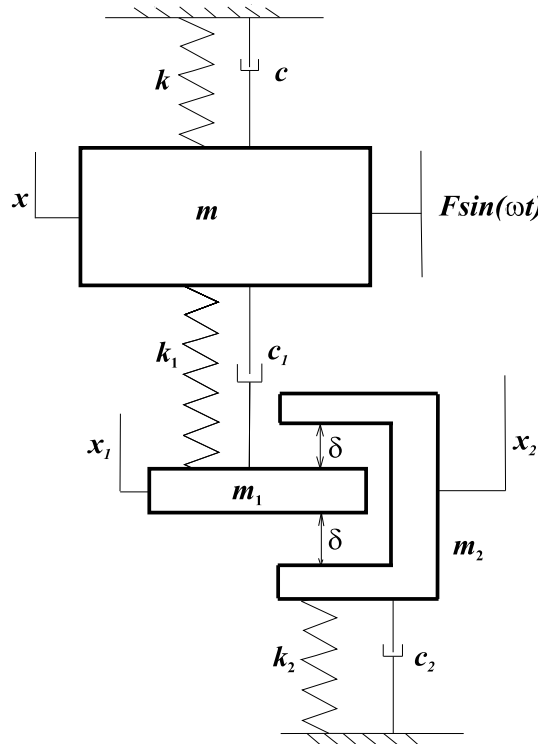 k c
x m Fsin(ωt)
k₁ c₁
x₁ δ x₂
m₁
δ m₂
k₂ c₂